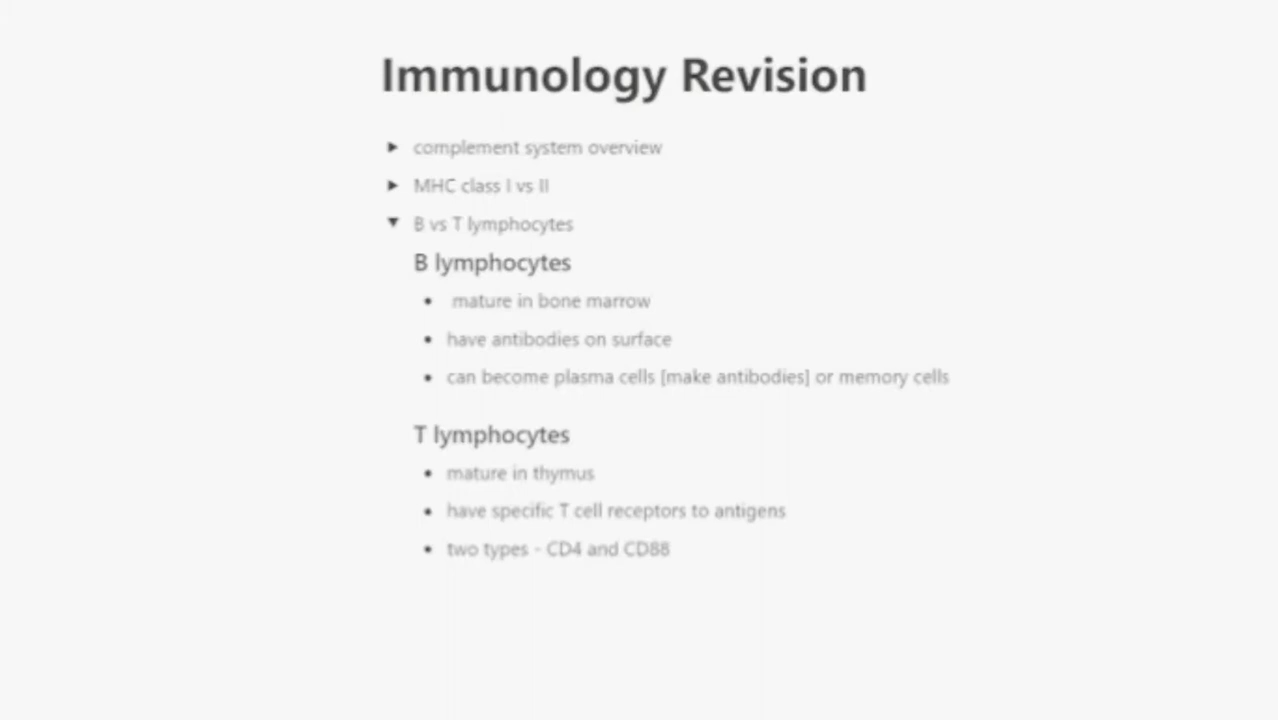 Immunology Revision
complement system overview
MHC class I vs II
B vs T lymphocytes
B lymphocytes
mature in bone marrow
have antibodies on surface
can become plasma cells [make antibodies] or memory cells
T lymphocytes
mature in thymus
have specific T cell receptors to antigens
two types - CD4 and CD88